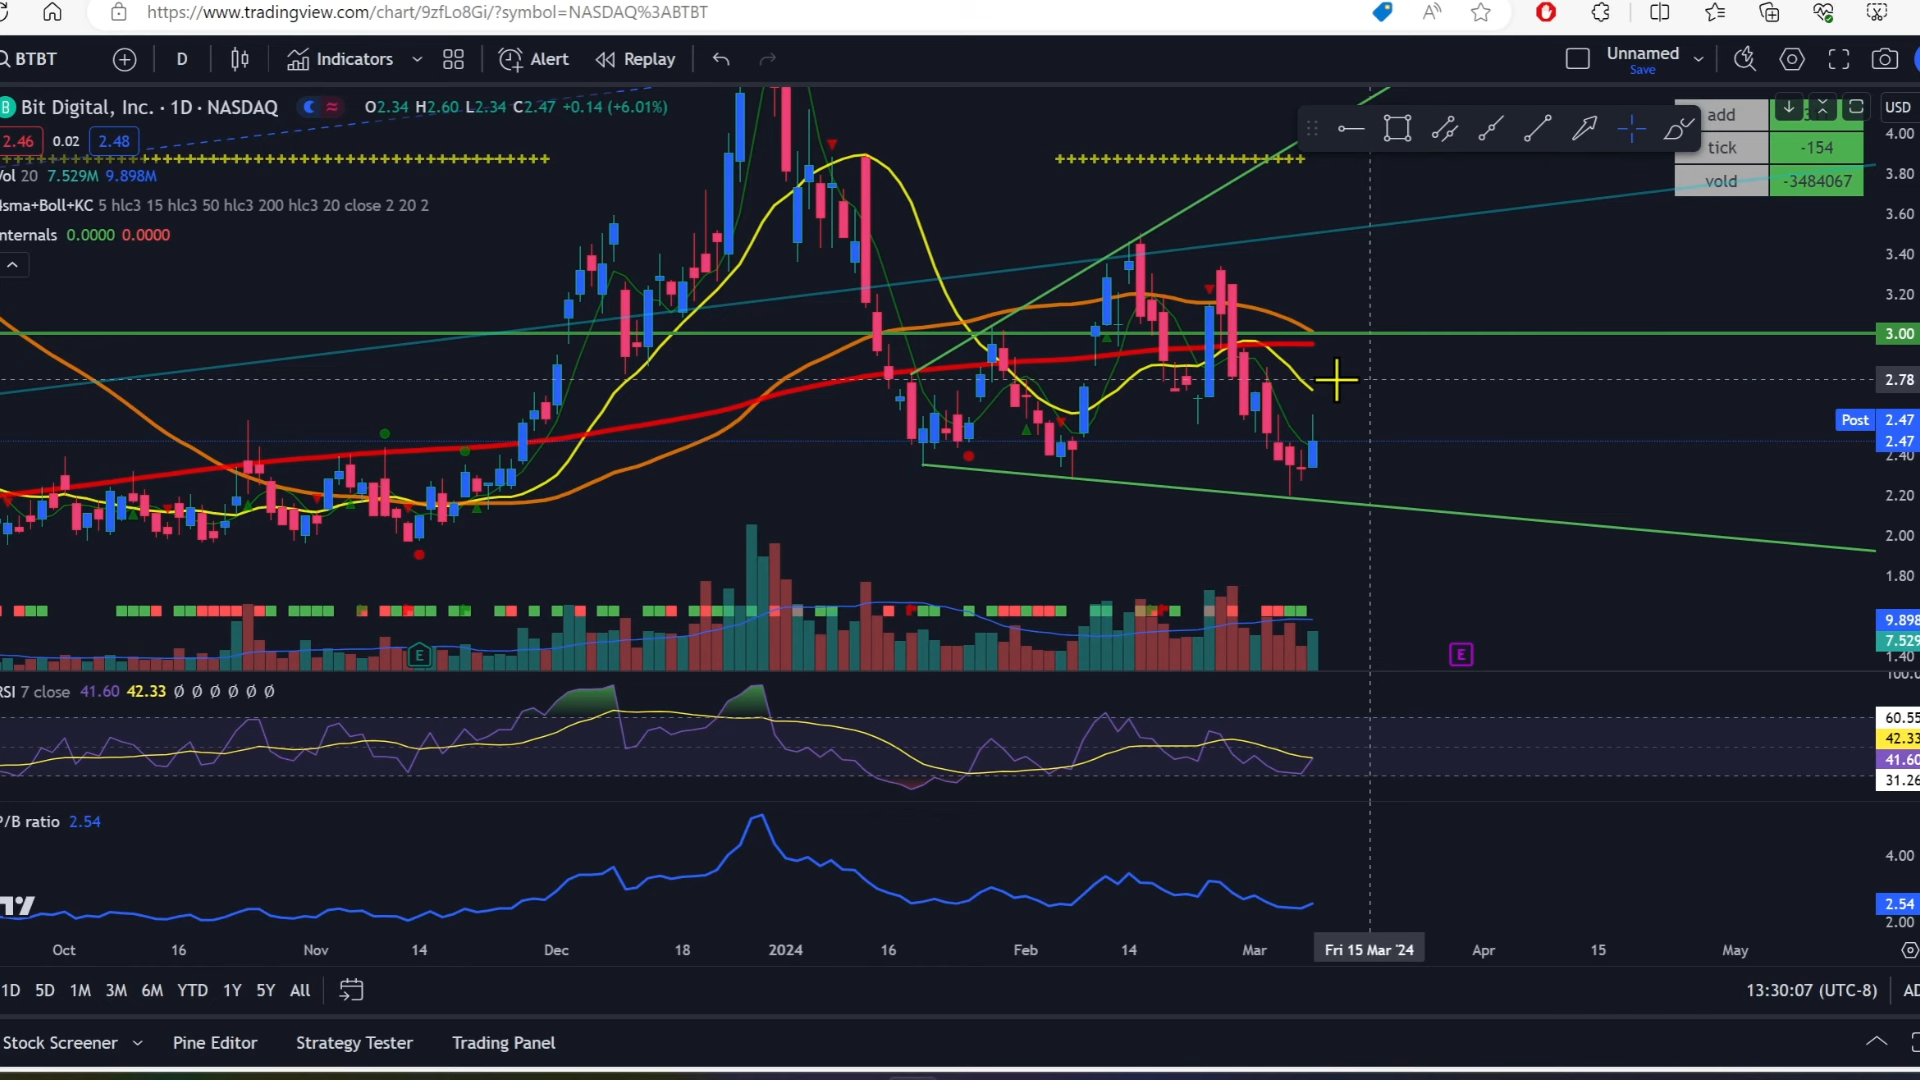 https://www.tradingview.com/chart/9zfLo8Gi/?symbol=NASDAQ%3ABTBT
BTBT D Indicators Alert Replay Unnamed
Save
Bit Digital, Inc. · 1D · NASDAQ O2.34 H2.60 L2.34 C2.47 +0.14 (+6.01%)
2.46 0.02 2.48
Vol 20 7.529M 9.898M
4sma+Boll+KC 5 hlc3 15 hlc3 50 hlc3 200 hlc3 20 close 2 20 2
nternals 0.0000 0.0000
add
tick -154
vold -3484067
USD
4.00
3.80
3.60
3.40
3.20
3.00
2.78
Post 2.47
2.47
2.40
2.20
2.00
1.80
9.898
7.529
1.40
E
E
RSI 7 close 41.60 42.33 Ø Ø Ø Ø Ø Ø
100.0
60.55
42.33
41.60
31.26
P/B ratio 2.54
4.00
2.54
2.00
Oct 16 Nov 14 Dec 18 2024 16 Feb 14 Mar Fri 15 Mar '24 Apr 15 May
1D 5D 1M 3M 6M YTD 1Y 5Y All
13:30:07 (UTC-8) AD
Stock Screener Pine Editor Strategy Tester Trading Panel